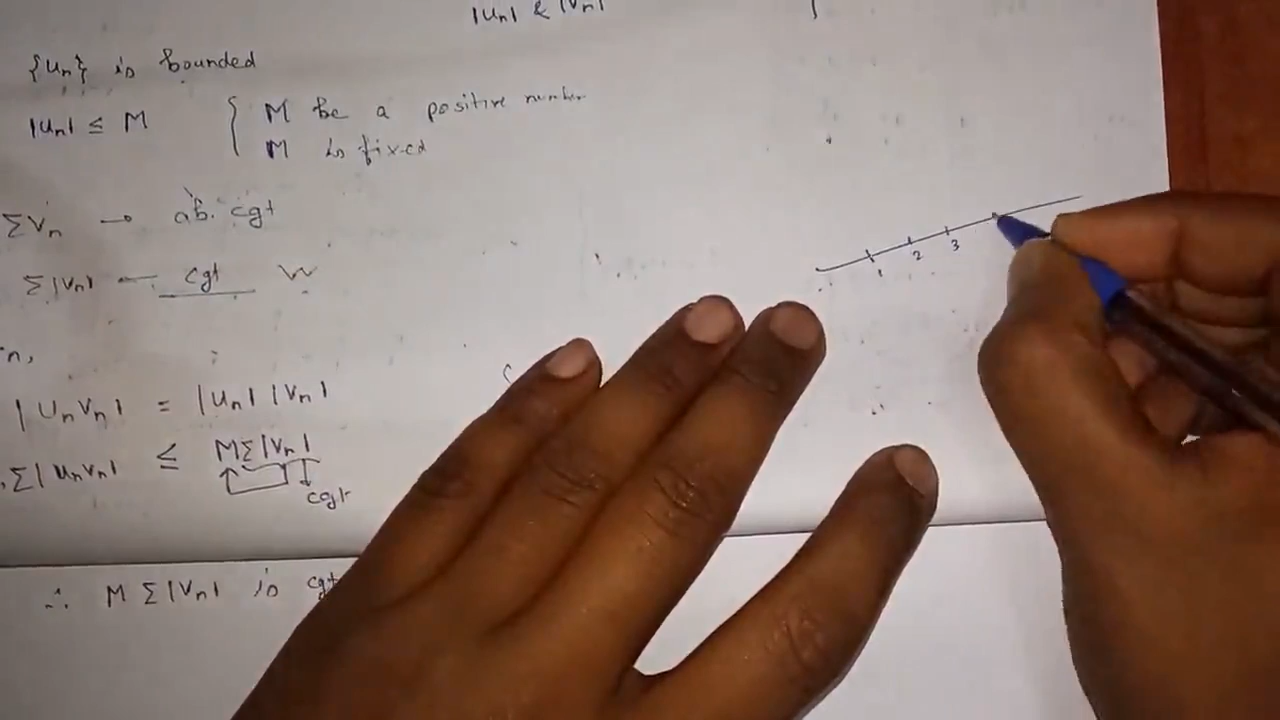 |un| & |vn|
{un} is bounded
|un| ≤ M { M be a positive number
M is fixed
Σvn → ab. cgt
Σ|vn| — cgt
n,
|unvn| = |un| |vn|
Σ|unvn| ≤ MΣ|vn|
cgt
∴ MΣ|vn| is cgt
1 2 3